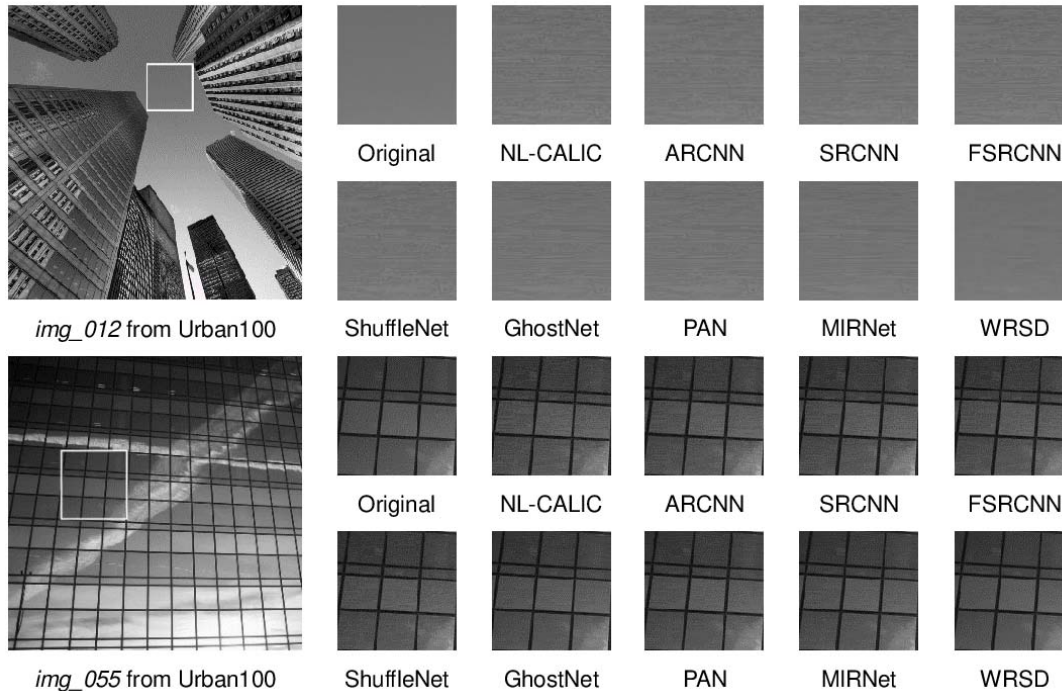 Original NL-CALIC ARCNN SRCNN FSRCNN
img_012 from Urban100 ShuffleNet GhostNet PAN MIRNet WRSD
Original NL-CALIC ARCNN SRCNN FSRCNN
img_055 from Urban100 ShuffleNet GhostNet PAN MIRNet WRSD